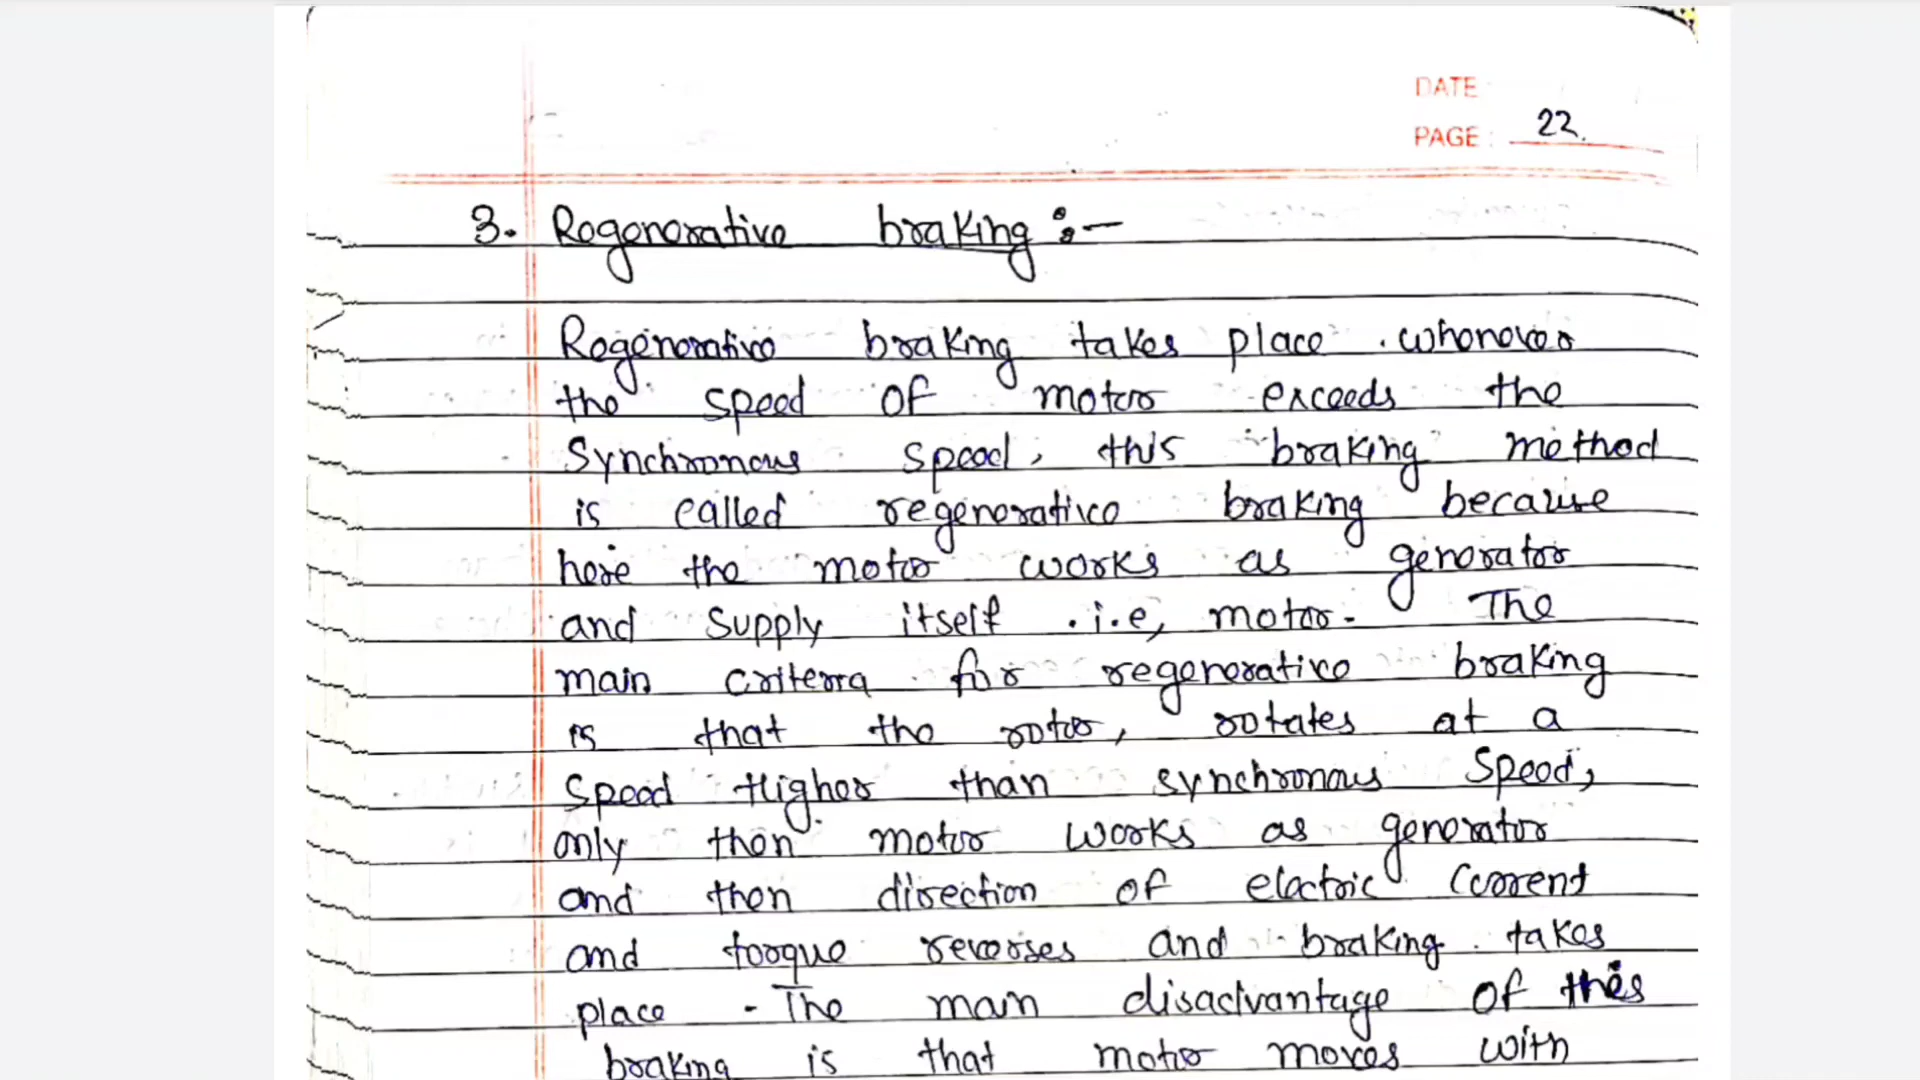 DATE
PAGE : 22.
3. Regenerative braking :-
Regenerative braking takes place whenever
the speed of motor exceeds the
Synchronous speed, this braking method
is called regenerative braking because
here the motor works as generator
and supply itself i.e, motor. The
main criteria for regenerative braking
is that the rotor, rotates at a
speed Higher than synchronous speed,
only then motor works as generator
and then direction of electric current
and torque reverses and braking takes
place - The main disadvantage of this
braking is that motor moves with